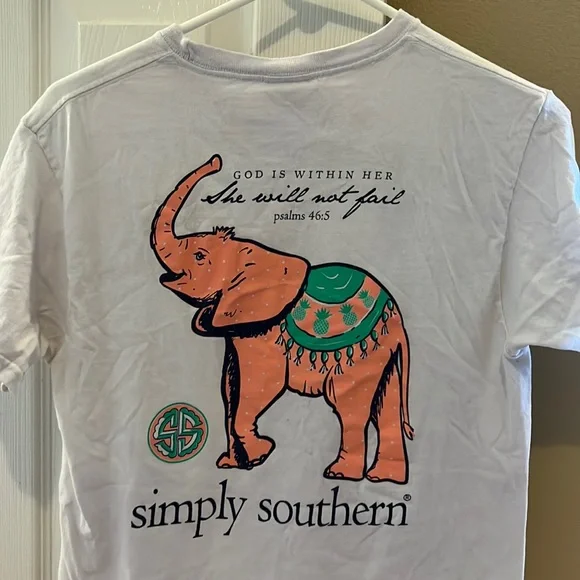 GOD IS WITHIN HER
She will not fail
psalms 46:5
SS
simply southern®